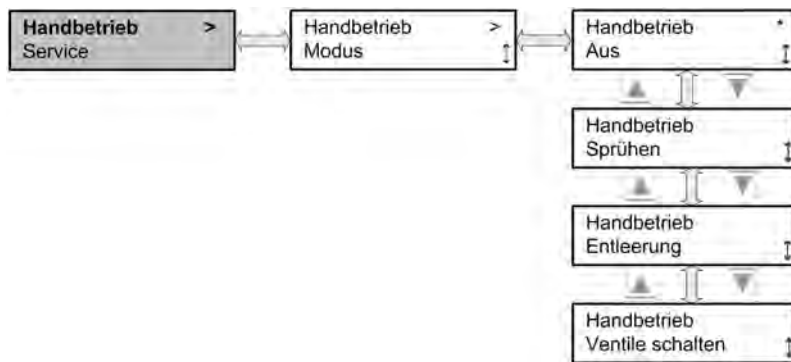 Handbetrieb >
Service
Handbetrieb >
Modus
Handbetrieb *
Aus
Handbetrieb
Sprühen
Handbetrieb
Entleerung
Handbetrieb
Ventile schalten